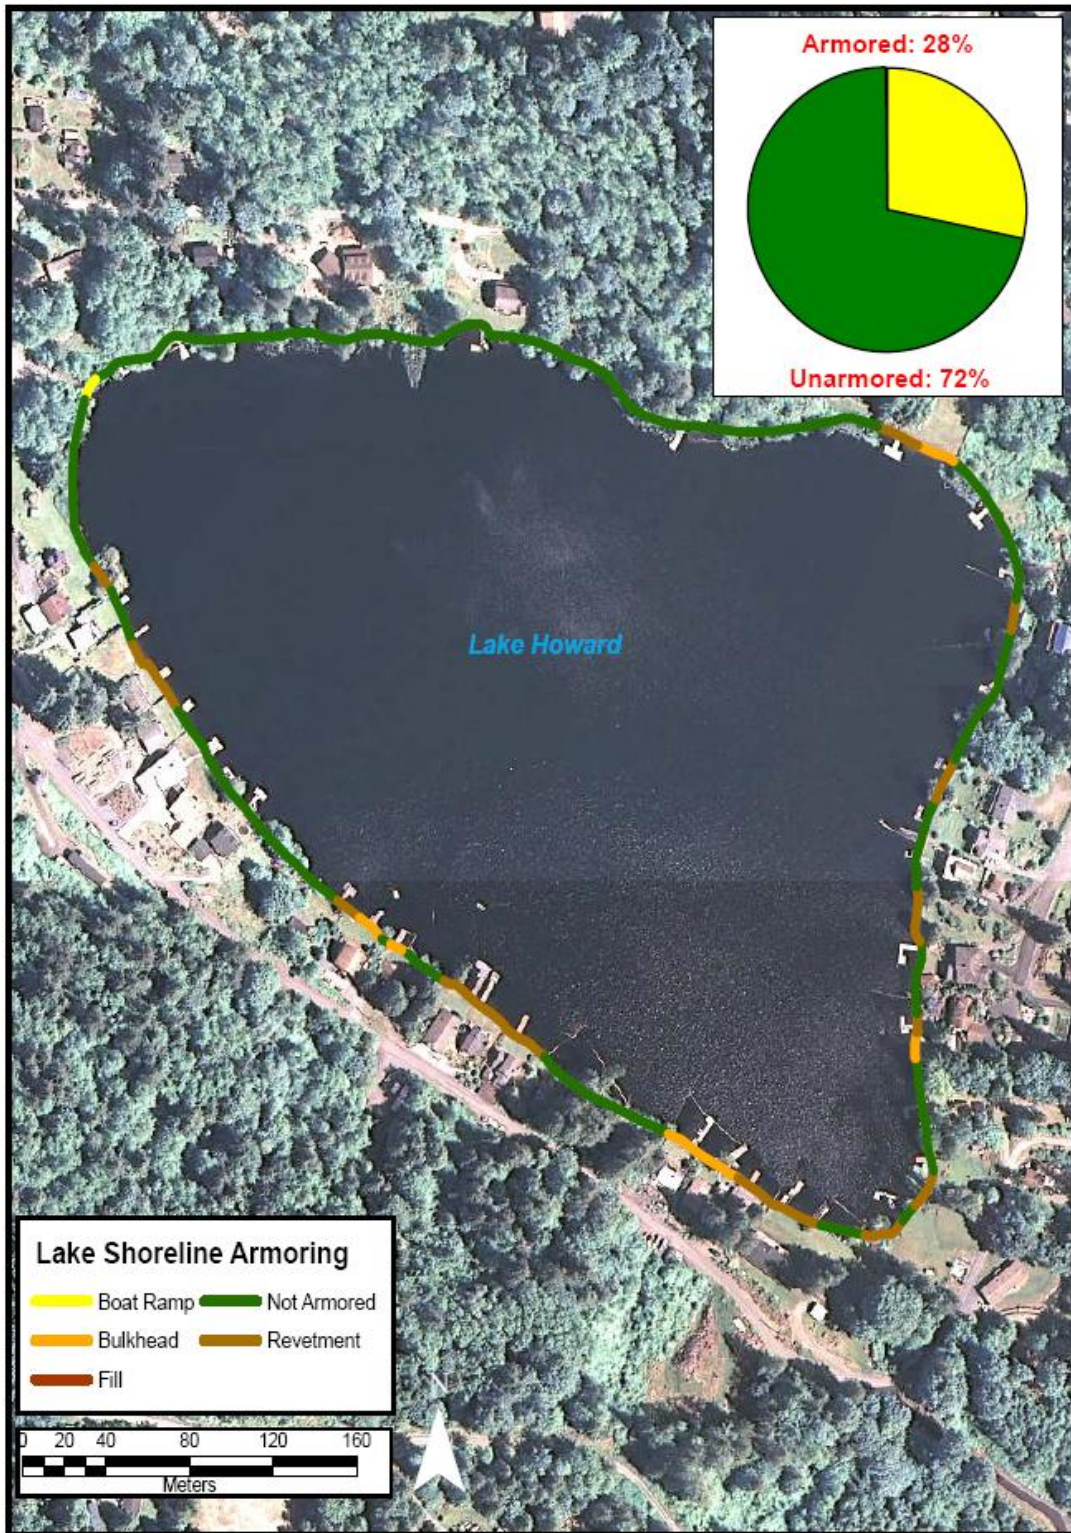 Armored: 28%
Unarmored: 72%
Lake Howard
Lake Shoreline Armoring
Boat Ramp
Not Armored
Bulkhead
Revetment
Fill
N
0 20 40 80 120 160
Meters